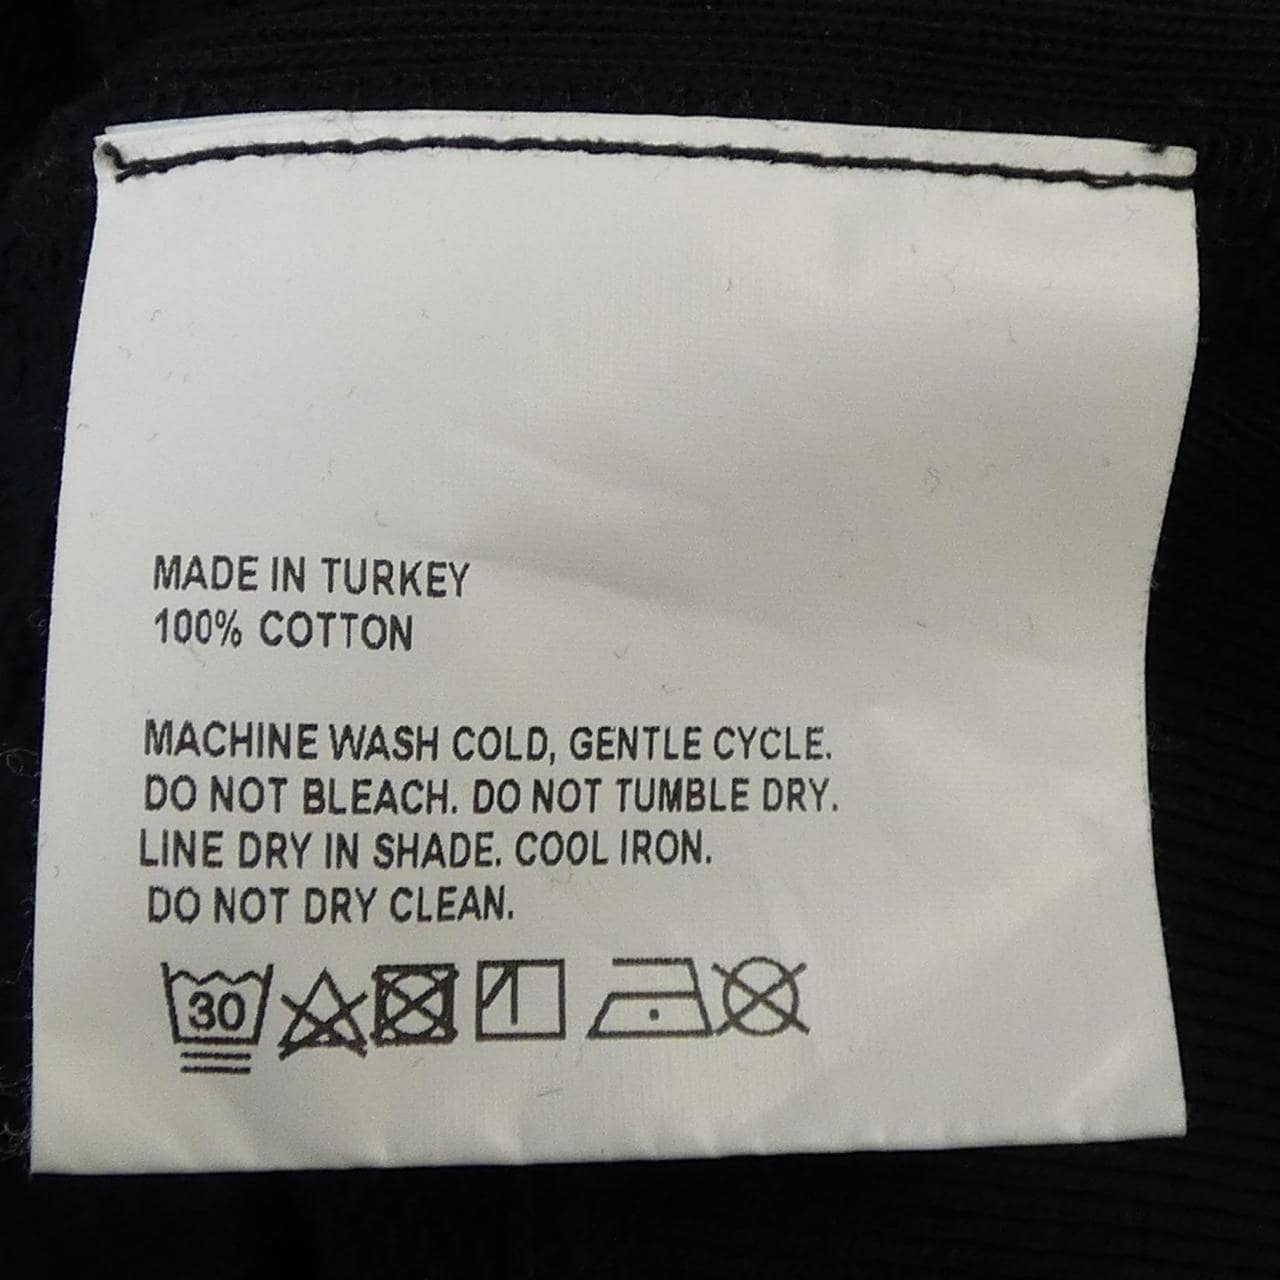 MADE IN TURKEY
100% COTTON
MACHINE WASH COLD, GENTLE CYCLE.
DO NOT BLEACH. DO NOT TUMBLE DRY.
LINE DRY IN SHADE. COOL IRON.
DO NOT DRY CLEAN.
30